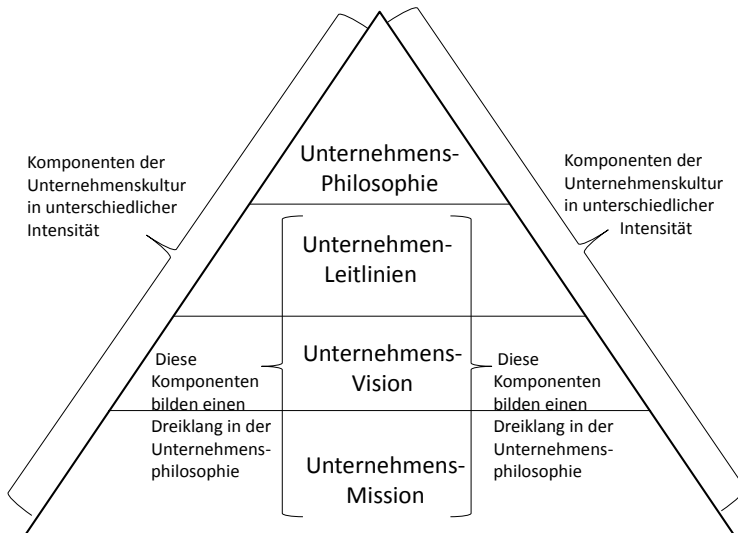 Unternehmens-
Philosophie
Komponenten der
Unternehmenskultur
in unterschiedlicher
Intensität
Komponenten der
Unternehmenskultur
in unterschiedlicher
Intensität
Unternehmen-
Leitlinien
Unternehmens-
Vision
Diese
Komponenten
bilden einen
Dreiklang in der
Unternehmens-
philosophie
Diese
Komponenten
bilden einen
Dreiklang in der
Unternehmens-
philosophie
Unternehmens-
Mission